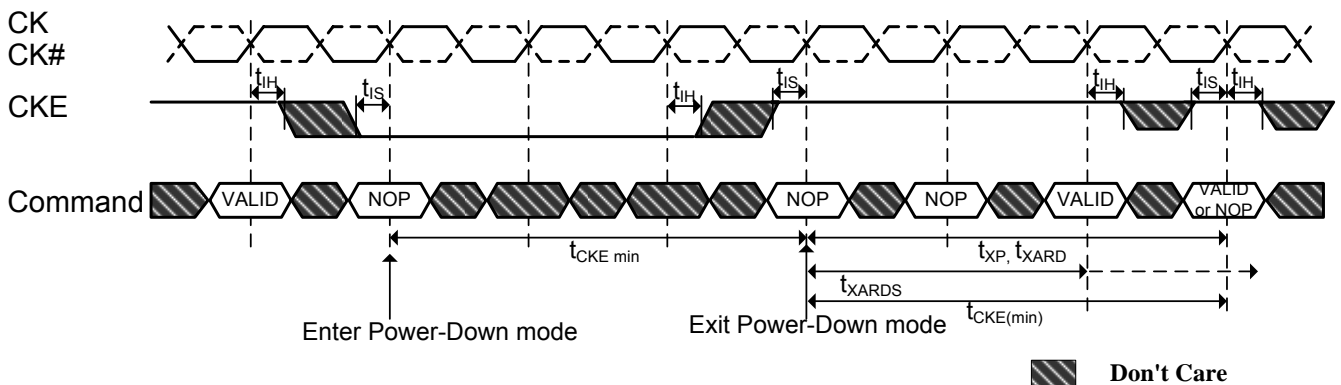 CK
CK#
tIH
tIS
tIH
tIS
tIH
tIS
tIH
CKE
Command
VALID
NOP
NOP
NOP
VALID
VALID
or NOP
tCKE min
tXP, tXARD
tXARDS
tCKE(min)
Enter Power-Down mode
Exit Power-Down mode
Don't Care